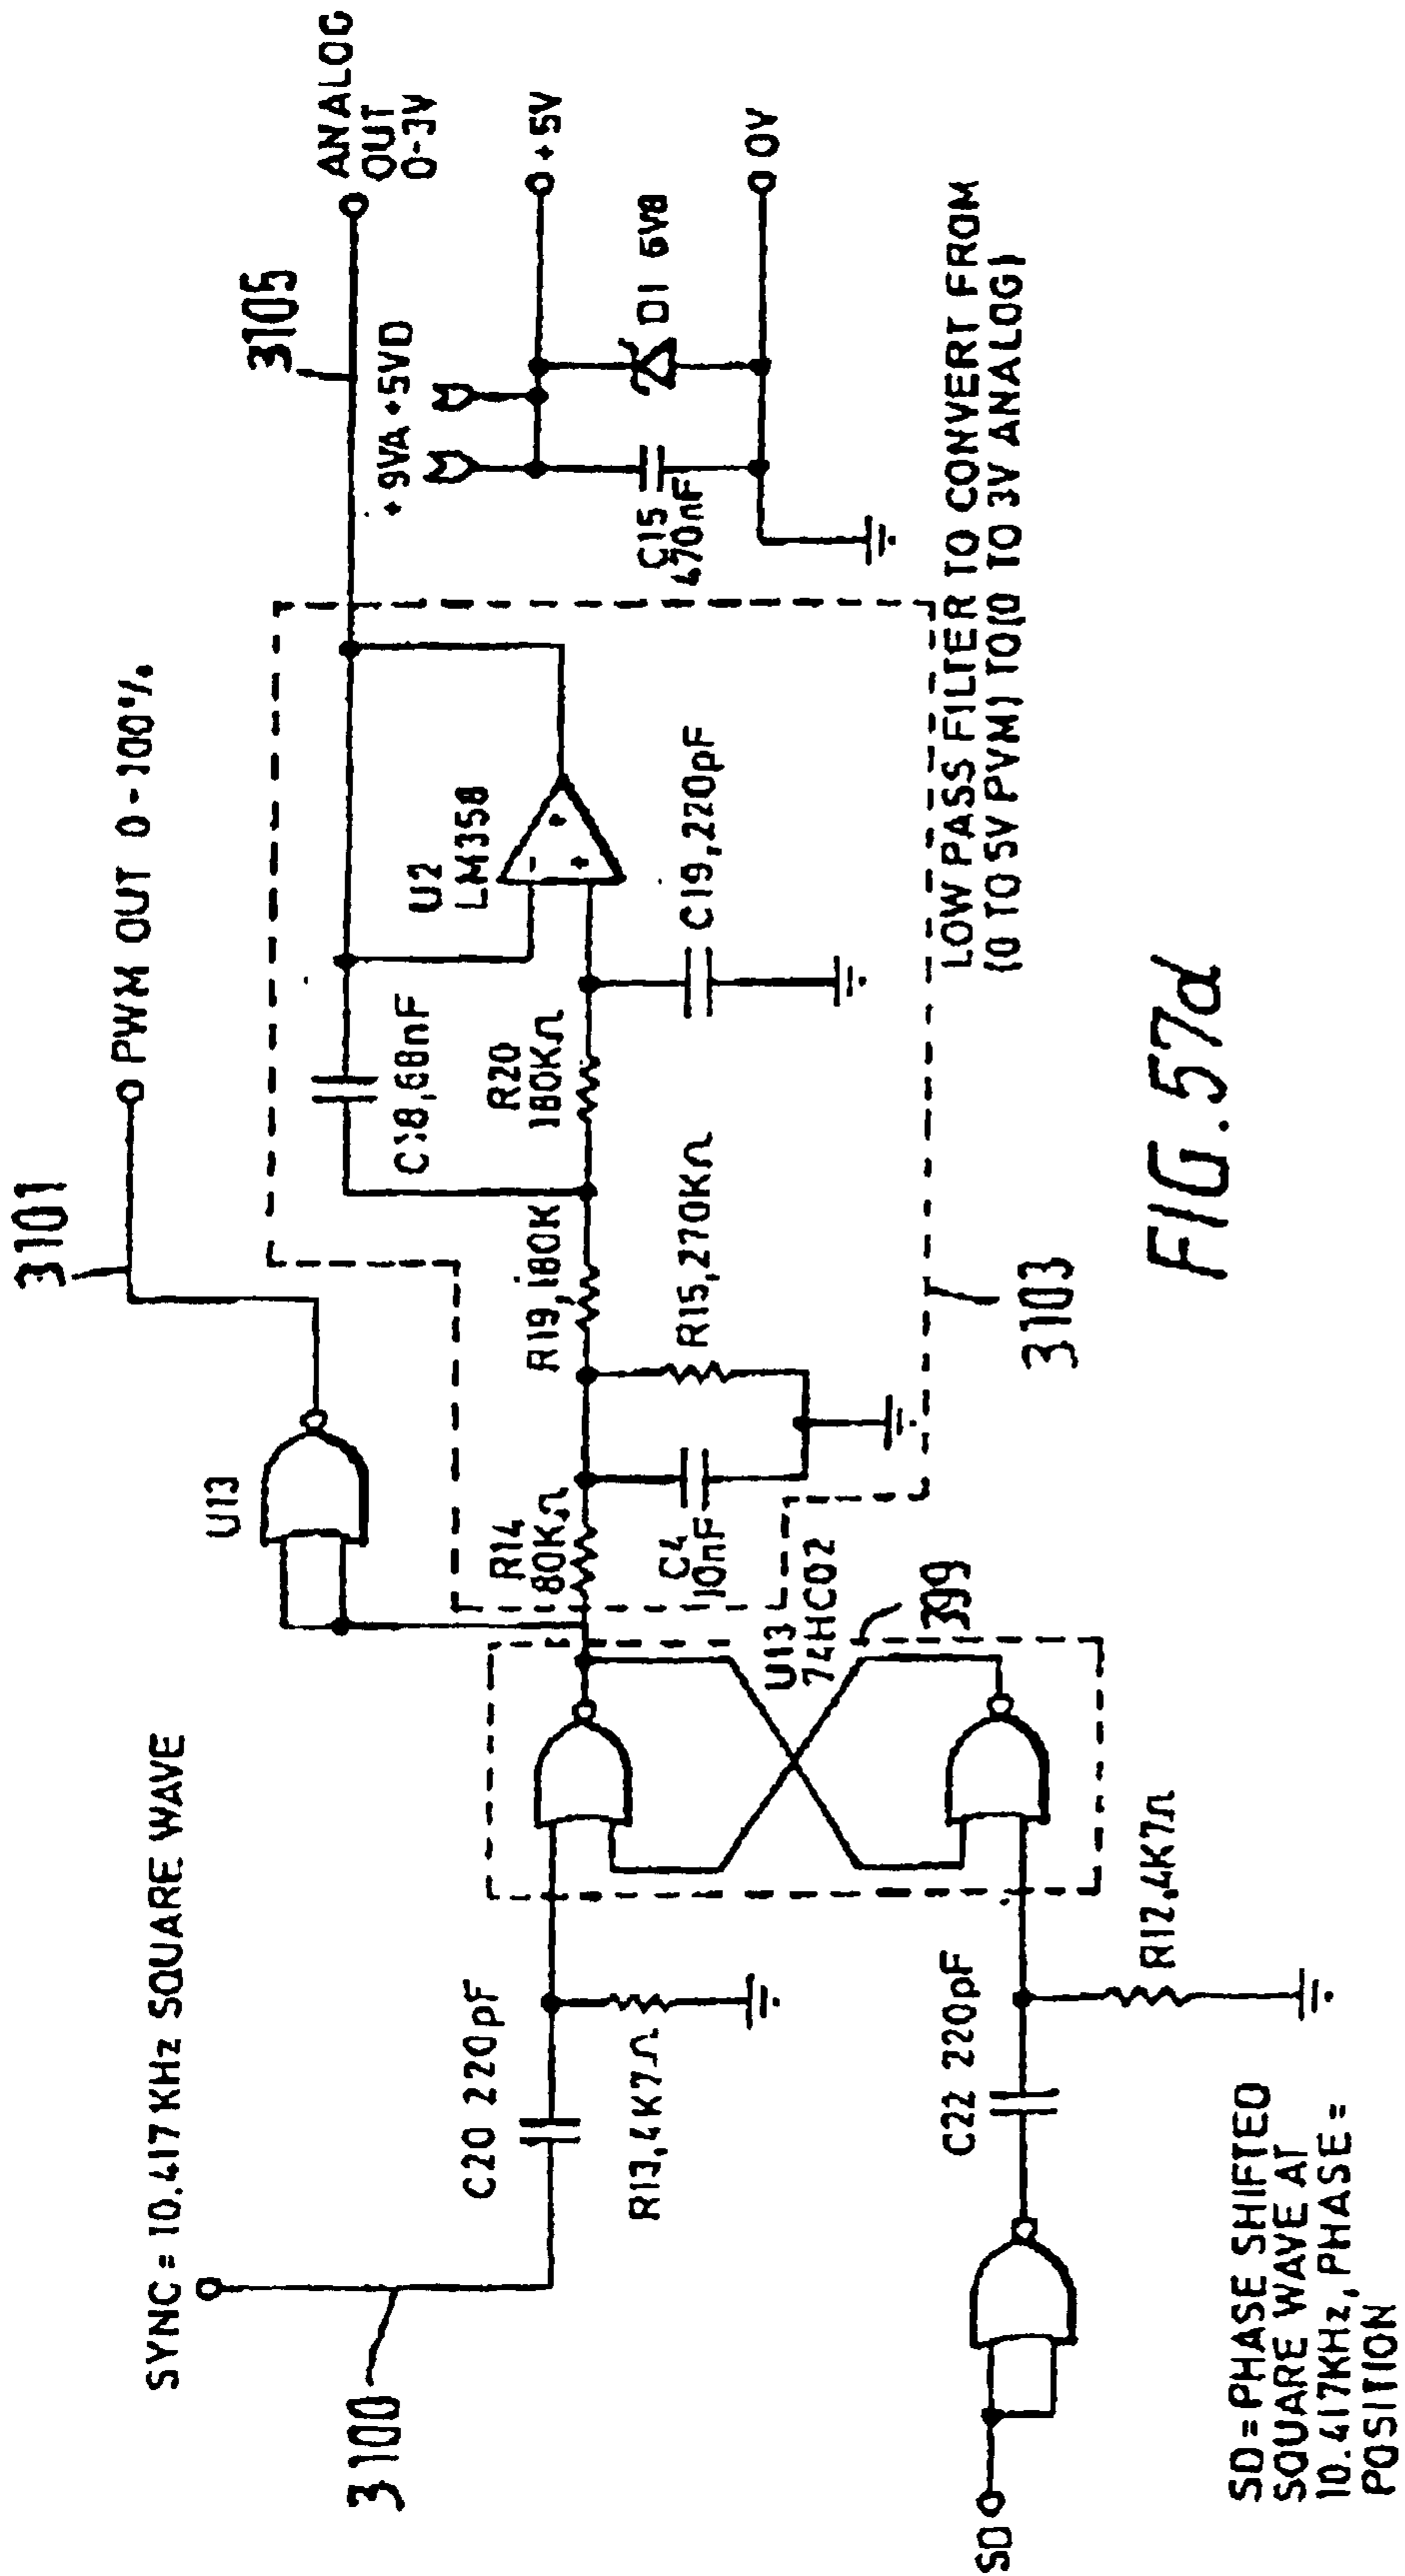 SYNC = 10.417 KHz SQUARE WAVE
3100
C20 220pF
R13,4K7Ω
SD
SD=PHASE SHIFTED
SQUARE WAVE AT
10.417KHz, PHASE =
POSITION
C22 220pF
R12,4K7Ω
U13
74HC02
399
3101
PWM OUT 0-100%
U13
R14
80KΩ
C4
10nF
R19,180K
R15,270KΩ
C18,68nF
R20
180KΩ
U2
LM358
-
+
+
C19,220pF
3103
LOW PASS FILTER TO CONVERT FROM
(0 TO 5V PVM) TO (0 TO 3V ANALOG)
3105
ANALOG
OUT
0-3V
+9VA +5VD
+5V
C15
470nF
D1 6V8
0V
FIG. 57d